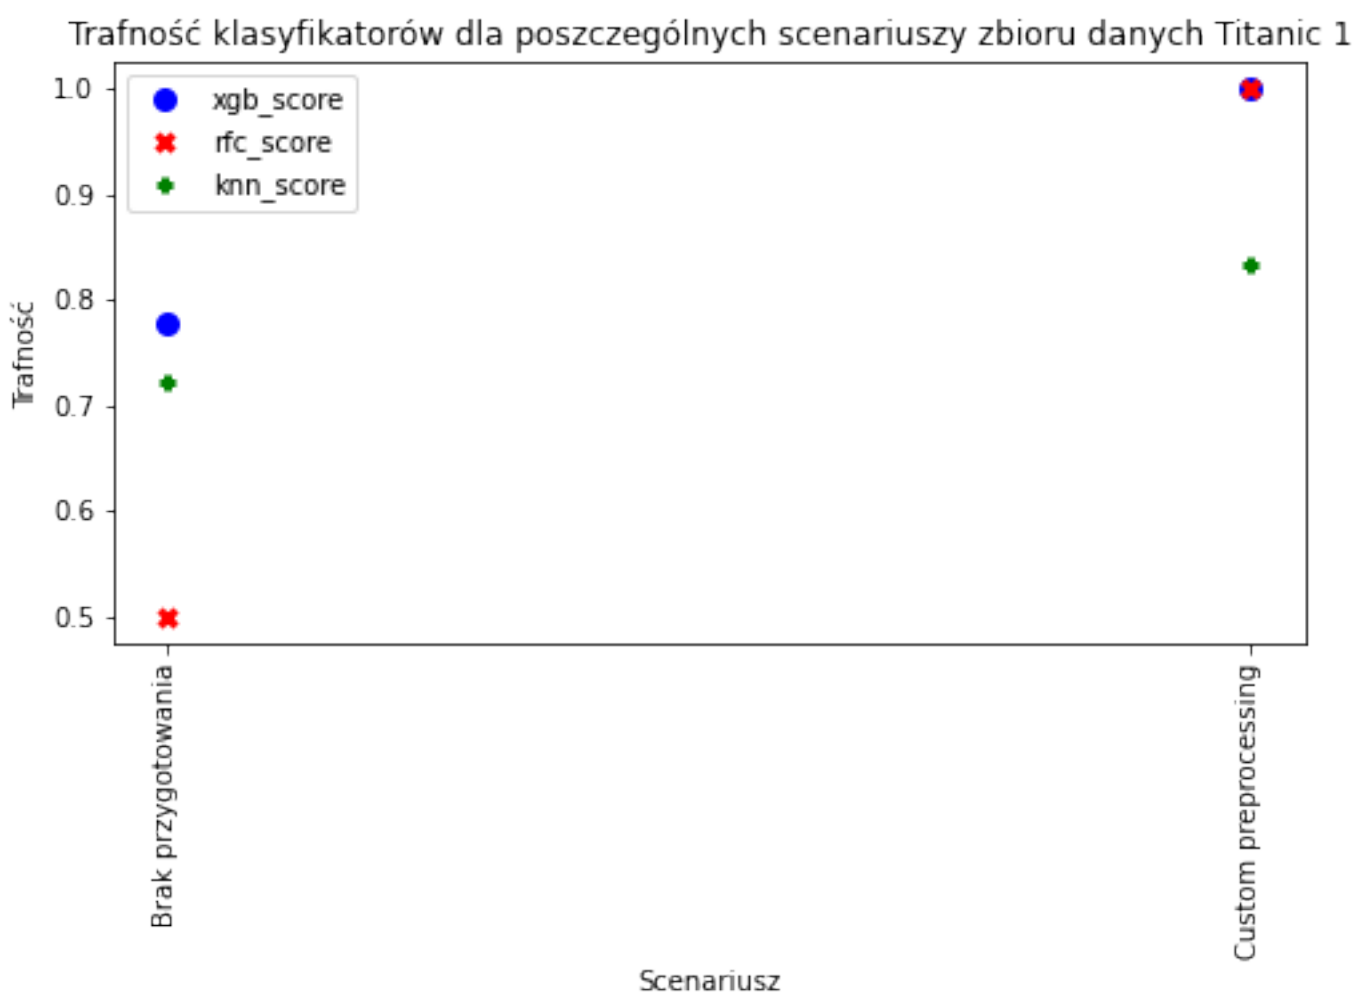 Trafność klasyfikatorów dla poszczególnych scenariuszy zbioru danych Titanic 1
1.0
0.9
0.8
0.7
0.6
0.5
xgb_score
rfc_score
knn_score
Trafność
Brak przygotowania
Custom preprocessing
Scenariusz